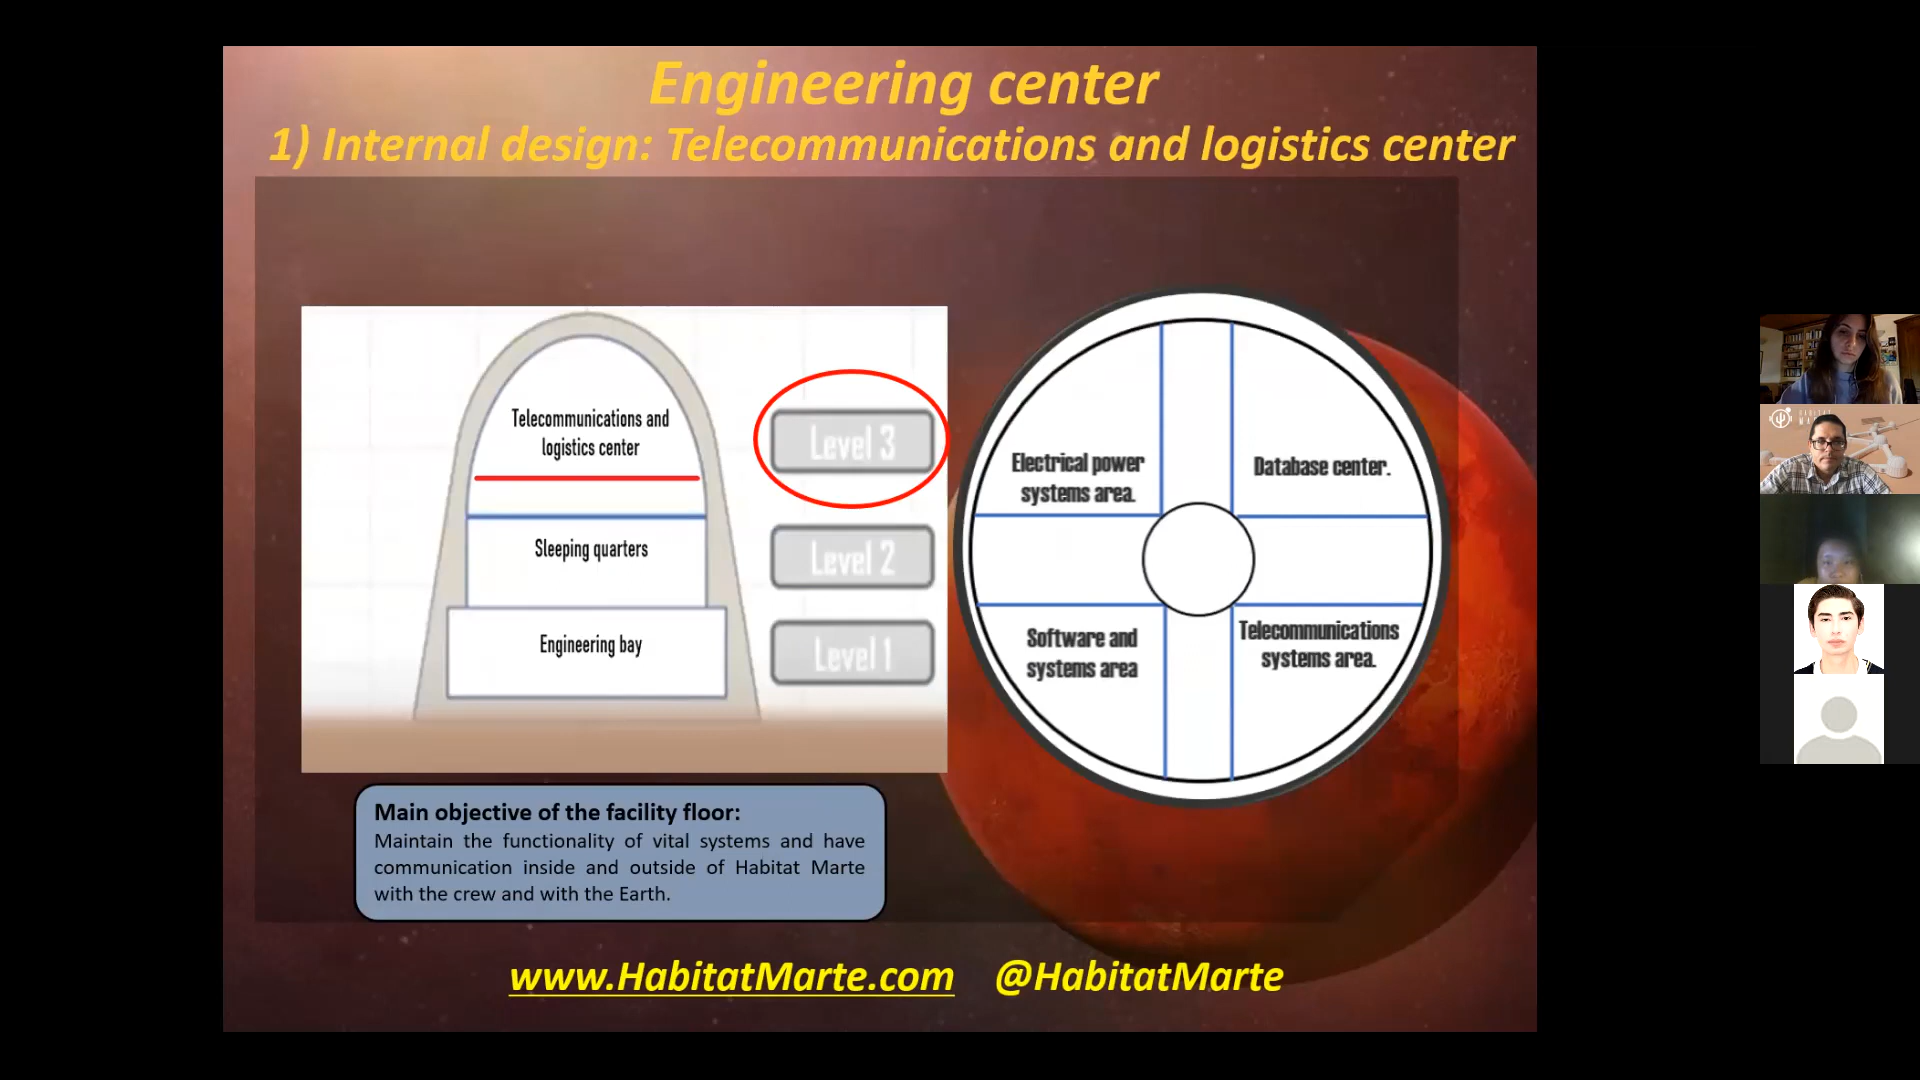 Engineering center
1) Internal design: Telecommunications and logistics center
Telecommunications and
logistics center
Level 3
Sleeping quarters
Level 2
Engineering bay
Level 1
Electrical power
systems area.
Database center.
Software and
systems area
Telecommunications
systems area.
Main objective of the facility floor:
Maintain the functionality of vital systems and have
communication inside and outside of Habitat Marte
with the crew and with the Earth.
www.HabitatMarte.com @HabitatMarte